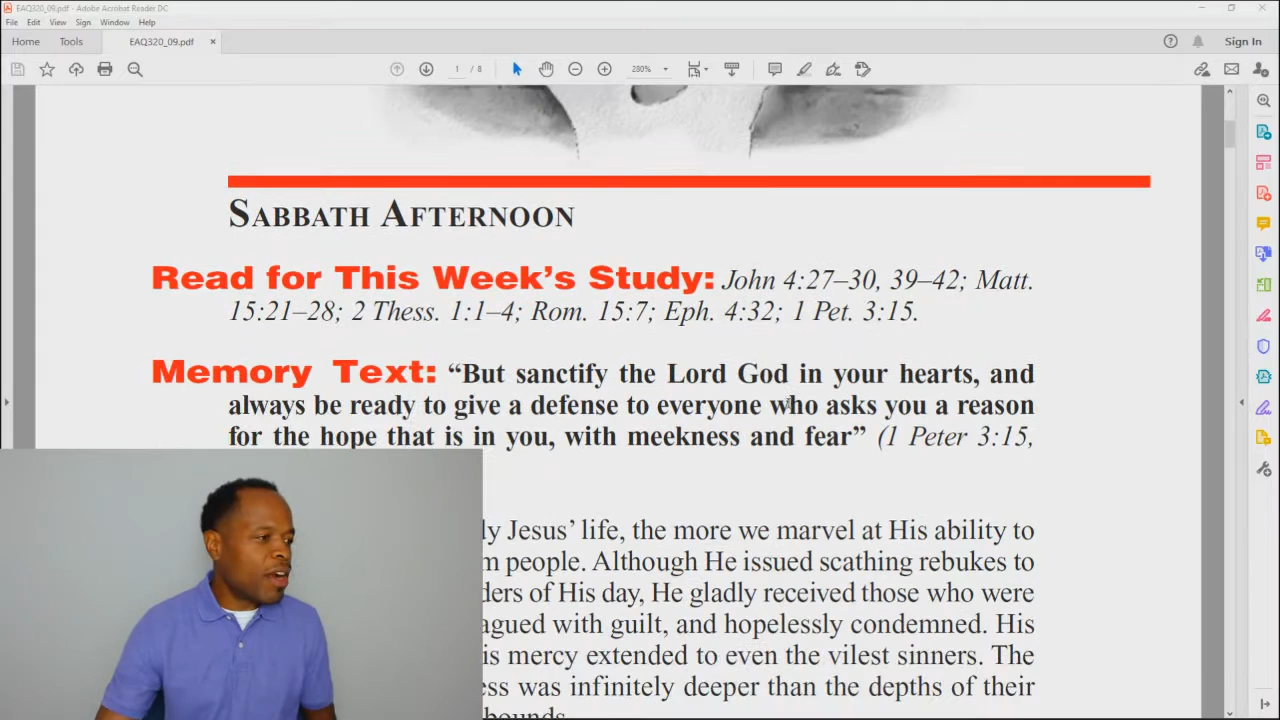 EAQ320_09.pdf - Adobe Acrobat Reader DC
File Edit View Sign Window Help
Home Tools EAQ320_09.pdf × Sign In
1 / 8 280%
SABBATH AFTERNOON
Read for This Week's Study: John 4:27–30, 39–42; Matt.
15:21–28; 2 Thess. 1:1–4; Rom. 15:7; Eph. 4:32; 1 Pet. 3:15.
Memory Text: “But sanctify the Lord God in your hearts, and
always be ready to give a defense to everyone who asks you a reason
for the hope that is in you, with meekness and fear” (1 Peter 3:15,
Jesus’ life, the more we marvel at His ability to
people. Although He issued scathing rebukes to
of His day, He gladly received those who were
with guilt, and hopelessly condemned. His
mercy extended to even the vilest sinners. The
was infinitely deeper than the depths of their
bounds.